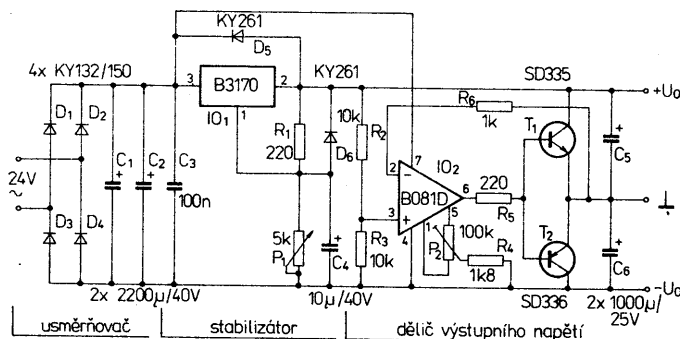 KY261
D5
4x KY132/150
3
B3170
2
KY261
SD335
+Uo
D1
D2
IO1
1
10k
R2
R6
1k
T1
R1
220
D6
7
IO2
C1
+
C2
+
C3
100n
2
−
B081D
6
220
R5
+
C5
24V
~
3
+
1
5
4
100k
P2
R4
1k8
T2
D3
D4
5k
P1
+
C4
R3
10k
+
C6
−Uo
2x 2200µ/40V
10µ/40V
SD336
2x 1000µ/
25V
usměrňovač
stabilizátor
dělič výstupního napětí